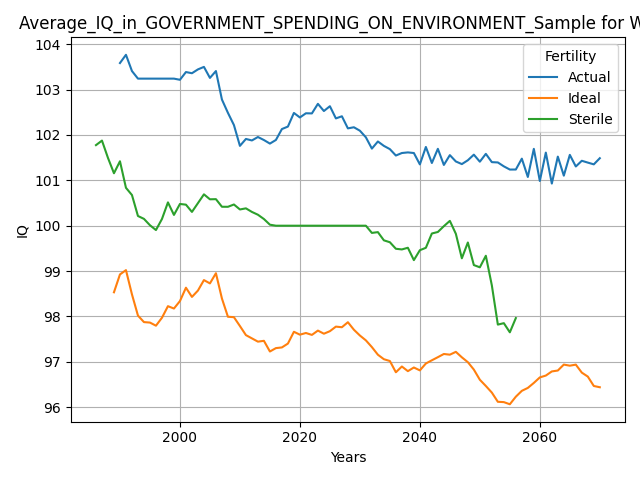 Average_IQ_in_GOVERNMENT_SPENDING_ON_ENVIRONMENT_Sample for W
104
103
102
101
100
99
98
97
96
IQ
Fertility
Actual
Ideal
Sterile
2000
2020
2040
2060
Years